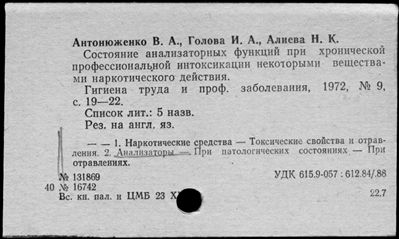 Антонюженко В. А., Голова И. А., Алиева Н. К.
Состояние анализаторных функций при хронической
профессиональной интоксикации некоторыми вещества-
ми наркотического действия.
Гигиена труда и проф. заболевания, 1972, № 9,
с. 19—22.
Список лит.: 5 назв.
Рез. на англ. яз.
— — 1. Наркотические средства — Токсические свойства и отрав-
ления. 2. Анализаторы — При патологических состояниях — При
отравлениях.
№ 131869 УДК 615.9-057 : 612.84/.88
40 № 16742
Вс. кн. пал. и ЦМБ 23 22.7